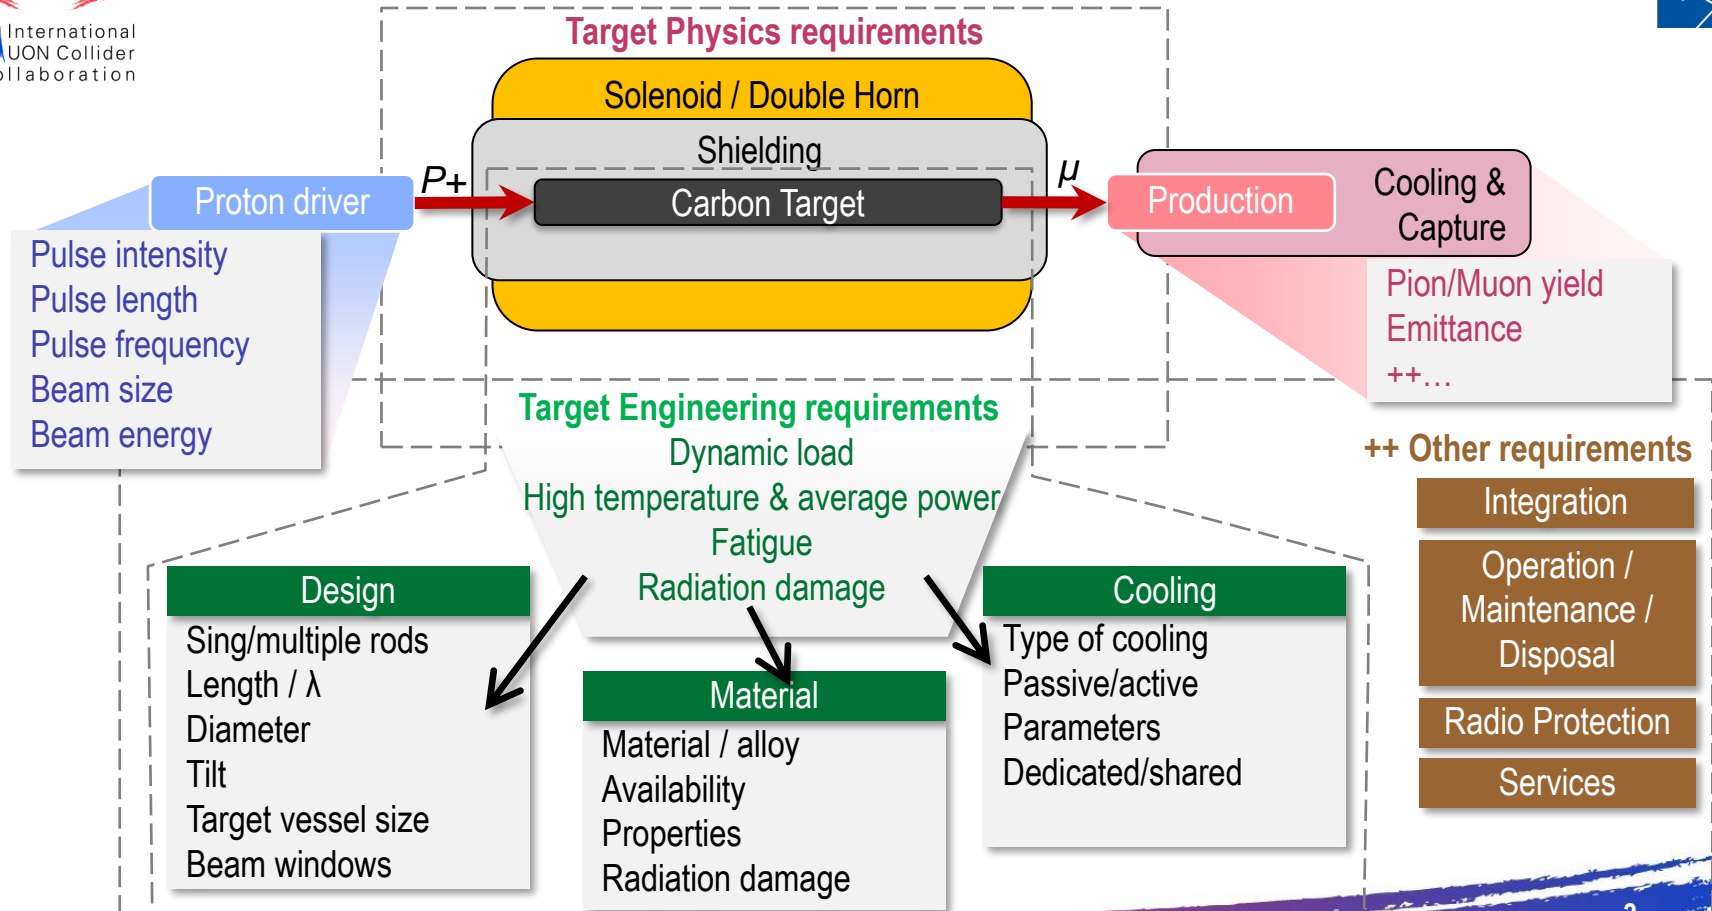 International
UON Collider
ollaboration
Target Physics requirements
Solenoid / Double Horn
Shielding
Carbon Target
Proton driver
P+
μ
Production
Cooling &
Capture
Pulse intensity
Pulse length
Pulse frequency
Beam size
Beam energy
Pion/Muon yield
Emittance
++...
Target Engineering requirements
Dynamic load
High temperature & average power
Fatigue
Radiation damage
++ Other requirements
Integration
Operation /
Maintenance /
Disposal
Radio Protection
Services
Design
Sing/multiple rods
Length / λ
Diameter
Tilt
Target vessel size
Beam windows
Material
Material / alloy
Availability
Properties
Radiation damage
Cooling
Type of cooling
Passive/active
Parameters
Dedicated/shared